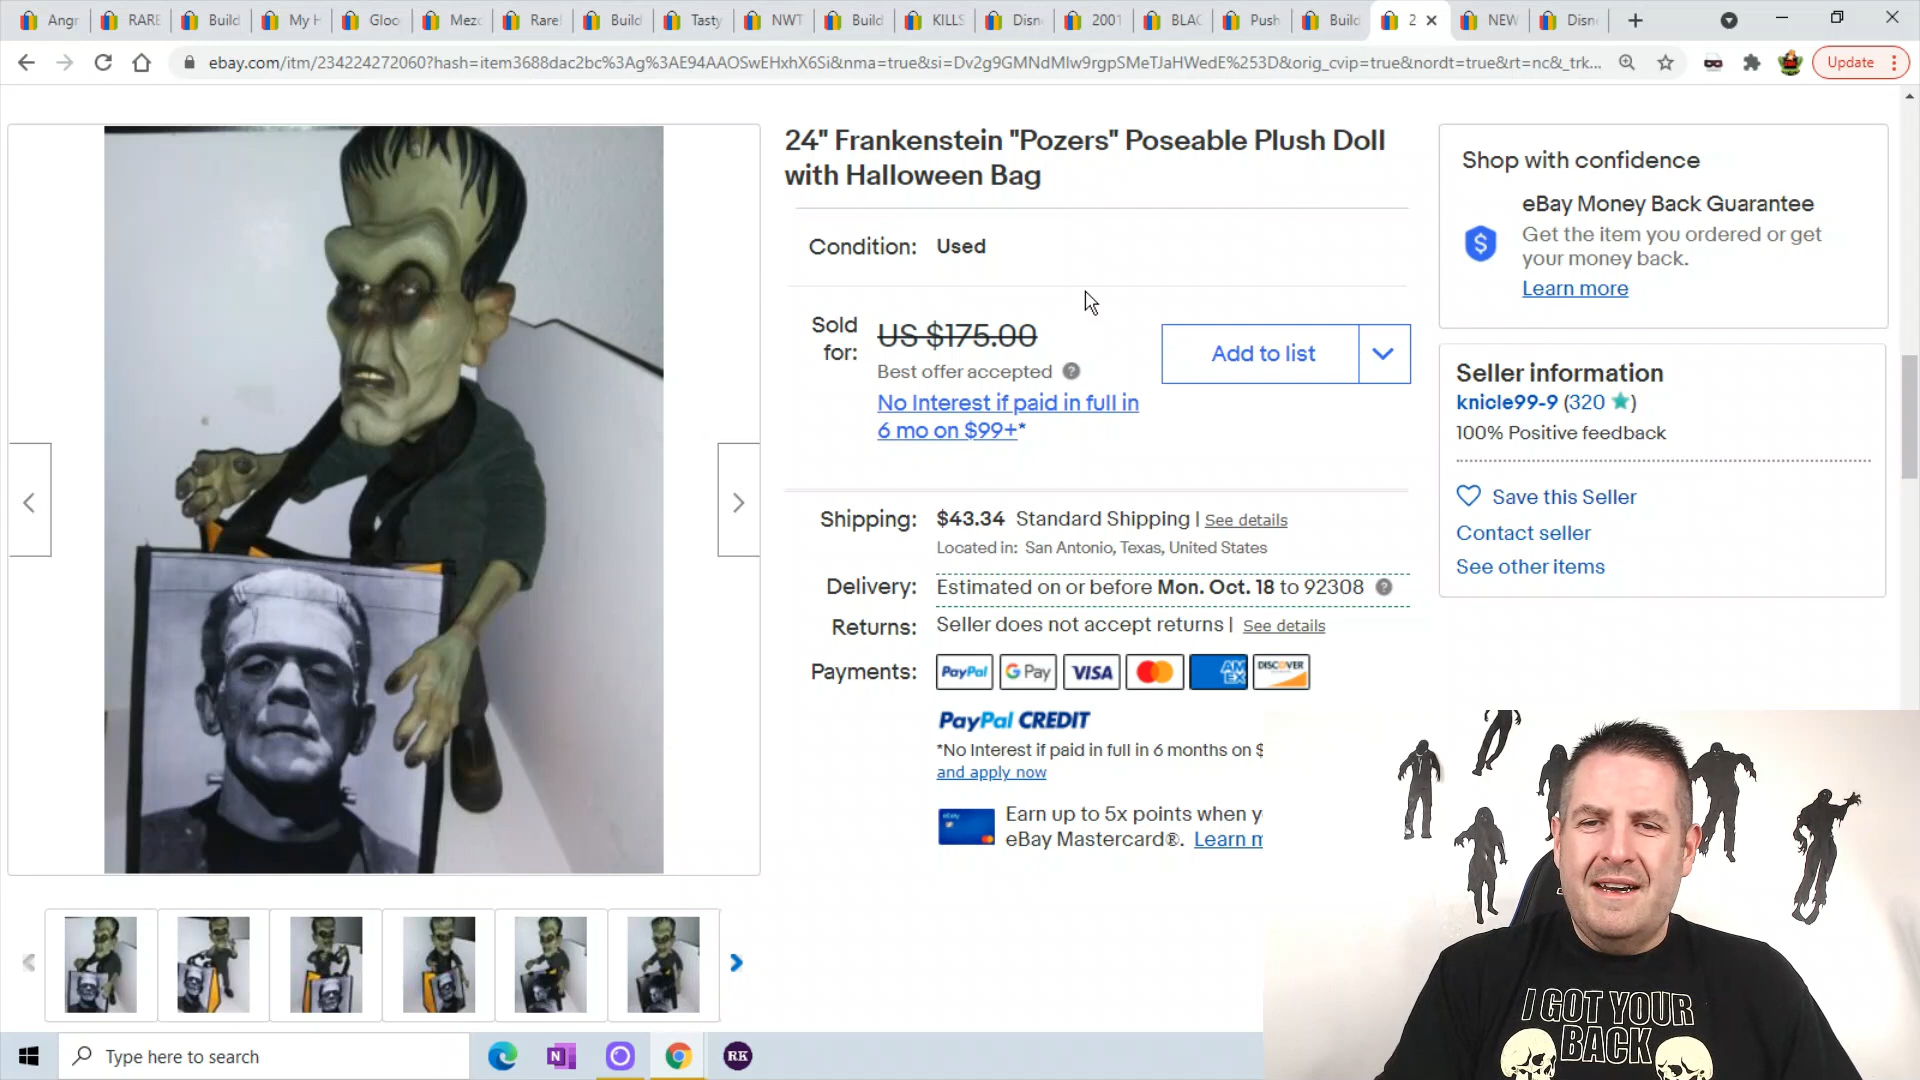 Angr
RARE
Build
My H
Gloo
Mezc
Rare!
Build
Tasty
NWT
Build
KILLS
Disn
2001
BLAC
Push
Build
2
NEW
Disn
ebay.com/itm/234224272060?hash=item3688dac2bc%3Ag%3AE94AAOSwEHxhX6Si&nma=true&si=Dv2g9GMNdMIw9rgpSMeTJaHWedE%253D&orig_cvip=true&nordt=true&rt=nc&_trk...
Update
24" Frankenstein "Pozers" Poseable Plush Doll
with Halloween Bag
Condition: Used
Sold
for:
US $175.00
Best offer accepted
No Interest if paid in full in
6 mo on $99+*
Add to list
Shipping: $43.34 Standard Shipping | See details
Located in: San Antonio, Texas, United States
Delivery: Estimated on or before Mon. Oct. 18 to 92308
Returns: Seller does not accept returns | See details
Payments: PayPal G Pay VISA AM EX DISCOVER
PayPal CREDIT
*No Interest if paid in full in 6 months on $
and apply now
Earn up to 5x points when y
eBay Mastercard®. Learn m
Shop with confidence
eBay Money Back Guarantee
Get the item you ordered or get
your money back.
Learn more
Seller information
knicle99-9 (320)
100% Positive feedback
Save this Seller
Contact seller
See other items
I GOT YOUR
BACK
Type here to search
N
RK